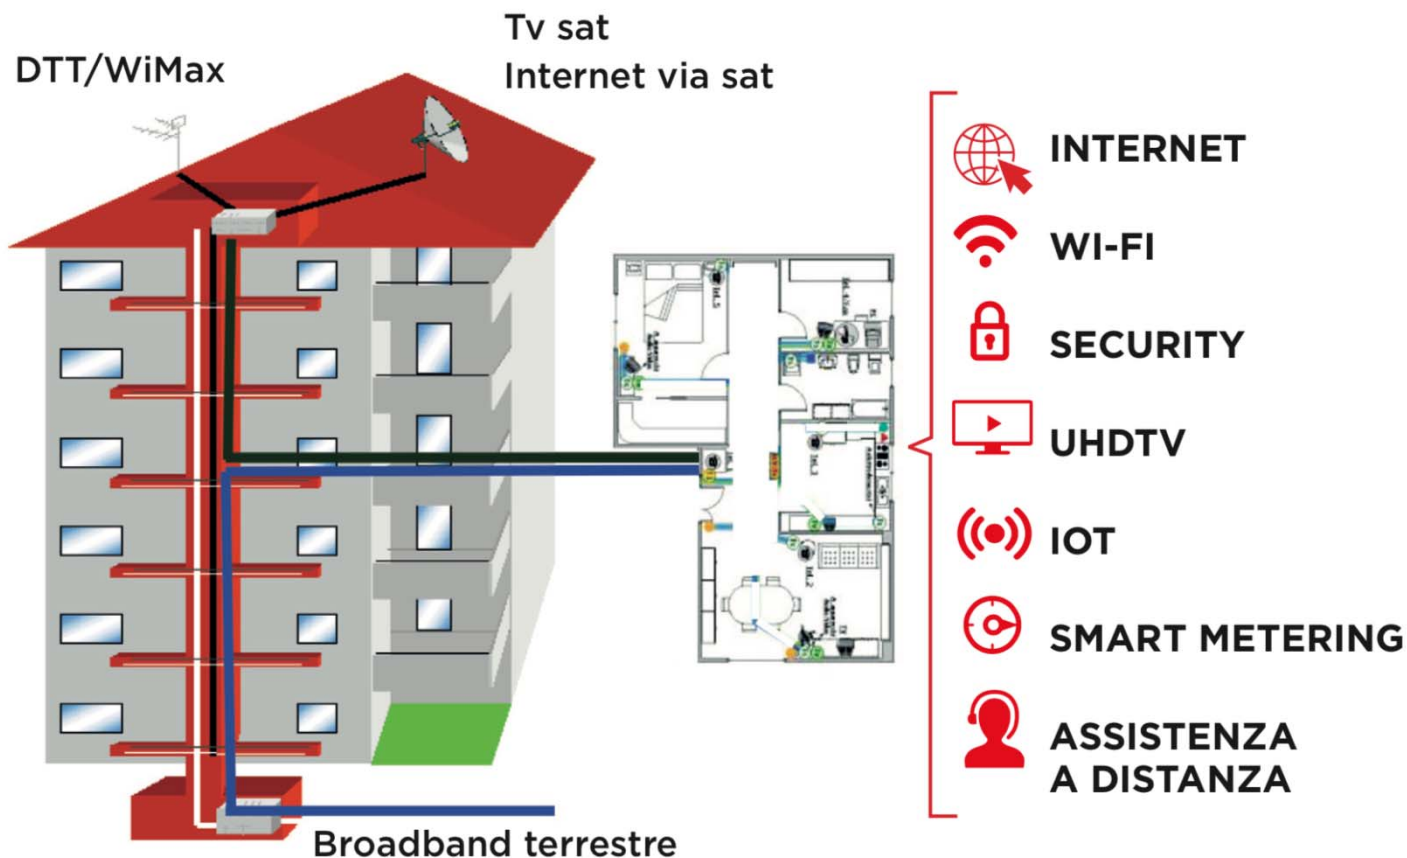 Tv sat
DTT/WiMax
Internet via sat
INTERNET
WI-FI
SECURITY
UHDTV
IOT
SMART METERING
ASSISTENZA
A DISTANZA
Broadband terrestre